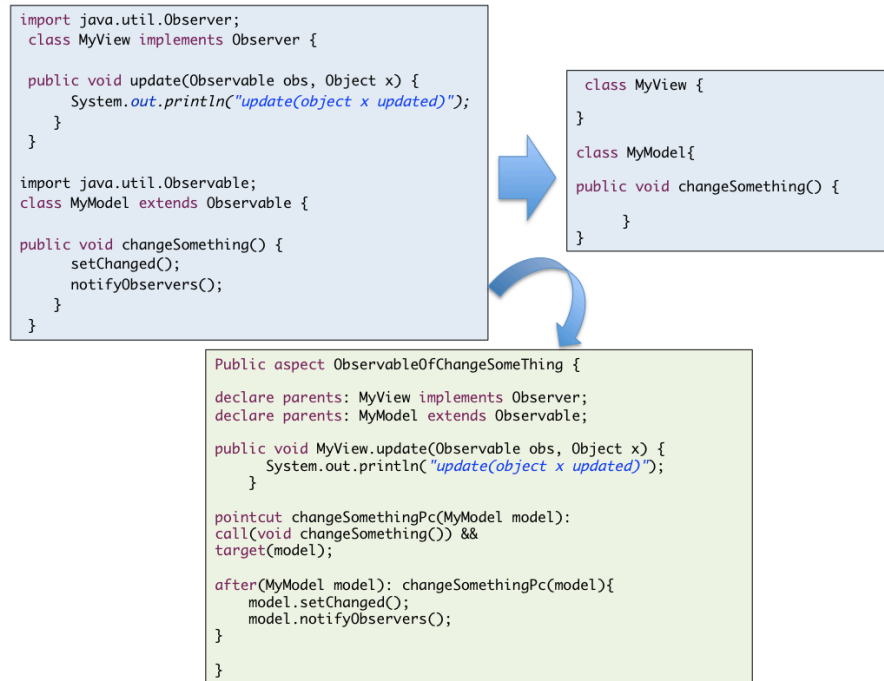 import java.util.Observer;
class MyView implements Observer {
public void update(Observable obs, Object x) {
System.out.println("update(object x updated)");
}
}
import java.util.Observable;
class MyModel extends Observable {
public void changeSomething() {
setChanged();
notifyObservers();
}
}
class MyView {
}
class MyModel{
public void changeSomething() {
}
}
Public aspect ObservableOfChangeSomeThing {
declare parents: MyView implements Observer;
declare parents: MyModel extends Observable;
public void MyView.update(Observable obs, Object x) {
System.out.println("update(object x updated)");
}
pointcut changeSomethingPc(MyModel model):
call(void changeSomething()) &&
target(model);
after(MyModel model): changeSomethingPc(model){
model.setChanged();
model.notifyObservers();
}
}